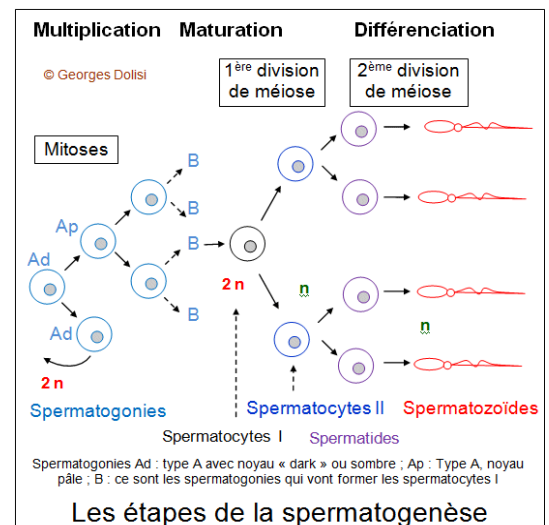 Multiplication Maturation Différenciation
© Georges Dolisi
1ère division
de méiose
2ème division
de méiose
Mitoses
B
B
Ap
B
Ad
2 n
n
B
Ad
n
2 n
Spermatogonies
Spermatocytes II
Spermatozoïdes
Spermatocytes I
Spermatides
Spermatogonies Ad : type A avec noyau « dark » ou sombre ; Ap : Type A, noyau
pâle ; B : ce sont les spermatogonies qui vont former les spermatocytes I
Les étapes de la spermatogenèse